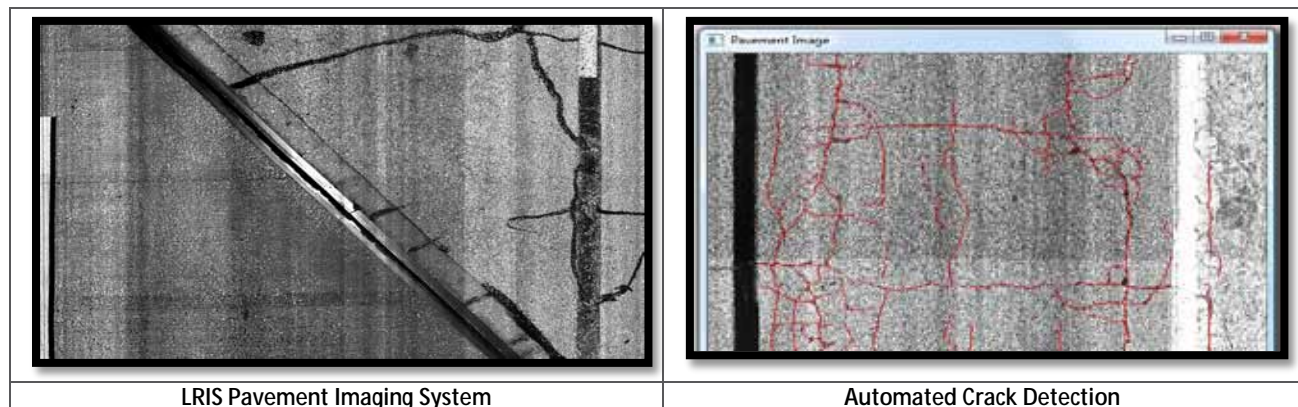 Pavement Image
LRIS Pavement Imaging System
Automated Crack Detection